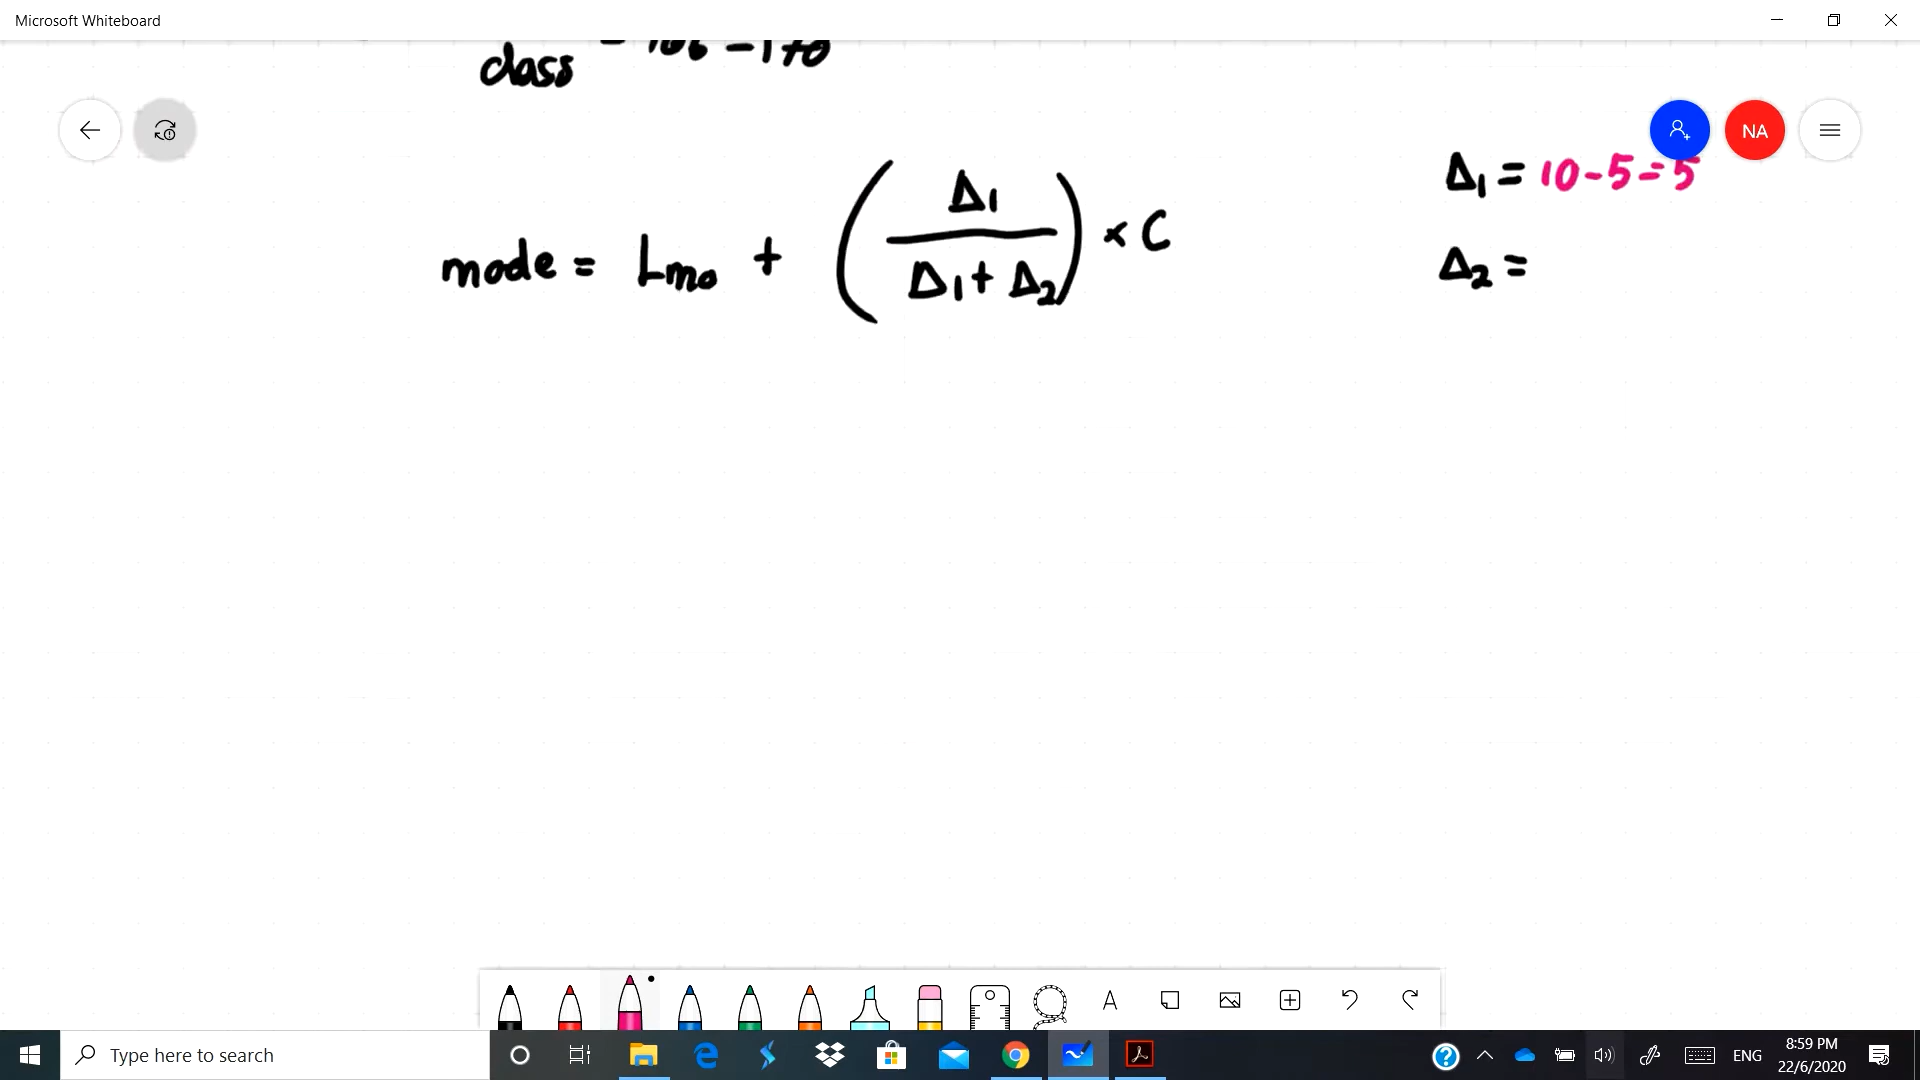 Microsoft Whiteboard
class
NA
mode = Lmo + ( Δ1 / Δ1 + Δ2 ) × C
Δ1 = 10 - 5 = 5
Δ2 =
A
Type here to search
ENG
8:59 PM
22/6/2020